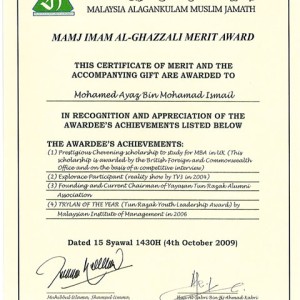 MALAYSIA ALAGANKULAM MUSLIM JAMATH
MAMJ IMAM AL-GHAZZALI MERIT AWARD
THIS CERTIFICATE OF MERIT AND THE
ACCOMPANYING GIFT ARE AWARDED TO
Mohamed Ayaz Bin Mohamad Ismail
IN RECOGNITION AND APPRECIATION OF THE
AWARDEE'S ACHIEVEMENTS LISTED BELOW
THE AWARDEE'S ACHIEVEMENTS:
(1) Prestigious chevening scholarship to study for MBA in UK (This
scholarship is awarded by the British Foreign and Commonwealth
Office and on the basis of a competitive interview)
(2) Explorace Participant (reality show by TV3 in 2004)
(3) Founding and Current Chairman of Yayasan Tun Razak Alumni
Association
(4) TRYLAN OF THE YEAR (Tun Razak Youth Leadership Award) by
Malaysian Institute of Management in 2006
Dated 15 Syawal 1430H (4th October 2009)